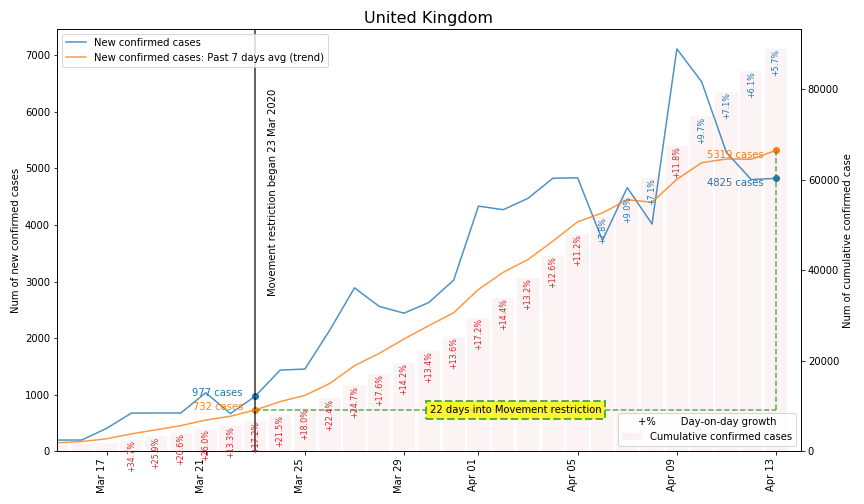 United Kingdom
New confirmed cases
New confirmed cases: Past 7 days avg (trend)
Num of new confirmed cases
7000
6000
5000
4000
3000
2000
1000
0
Num of cumulative confirmed case
80000
60000
40000
20000
0
Movement restriction began 23 Mar 2020
977 cases
732 cases
5319 cases
4825 cases
22 days into Movement restriction
+34.7%
+25.9%
+20.6%
+26.0%
+13.3%
+17.2%
+21.5%
+18.0%
+22.4%
+24.7%
+17.6%
+14.2%
+13.4%
+13.6%
+17.2%
+14.4%
+13.2%
+12.6%
+11.2%
+7.8%
+9.0%
+7.1%
+11.8%
+9.7%
+7.1%
+6.1%
+5.7%
+% Day-on-day growth
Cumulative confirmed cases
Mar 17
Mar 21
Mar 25
Mar 29
Apr 01
Apr 05
Apr 09
Apr 13